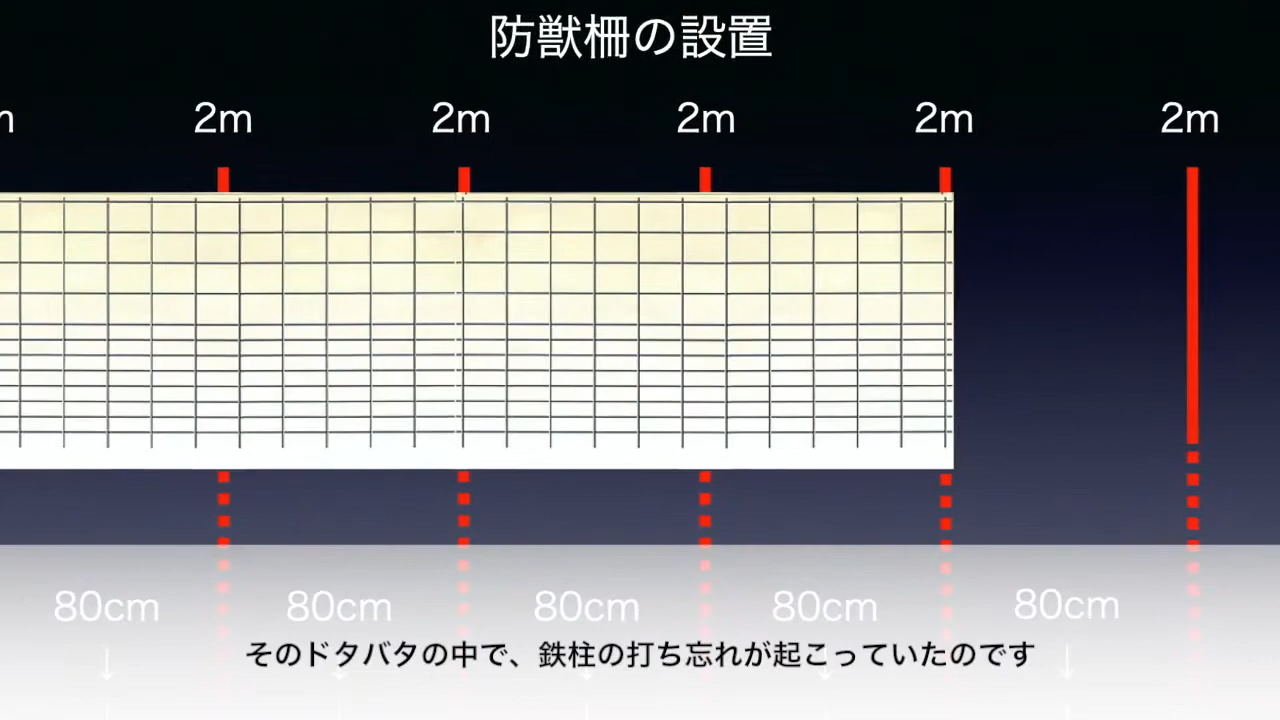 防獣柵の設置
m 2m 2m 2m 2m 2m
80cm 80cm 80cm 80cm 80cm
そのドタバタの中で、鉄柱の打ち忘れが起こっていたのです
↓ ↓ ↓ ↓ ↓